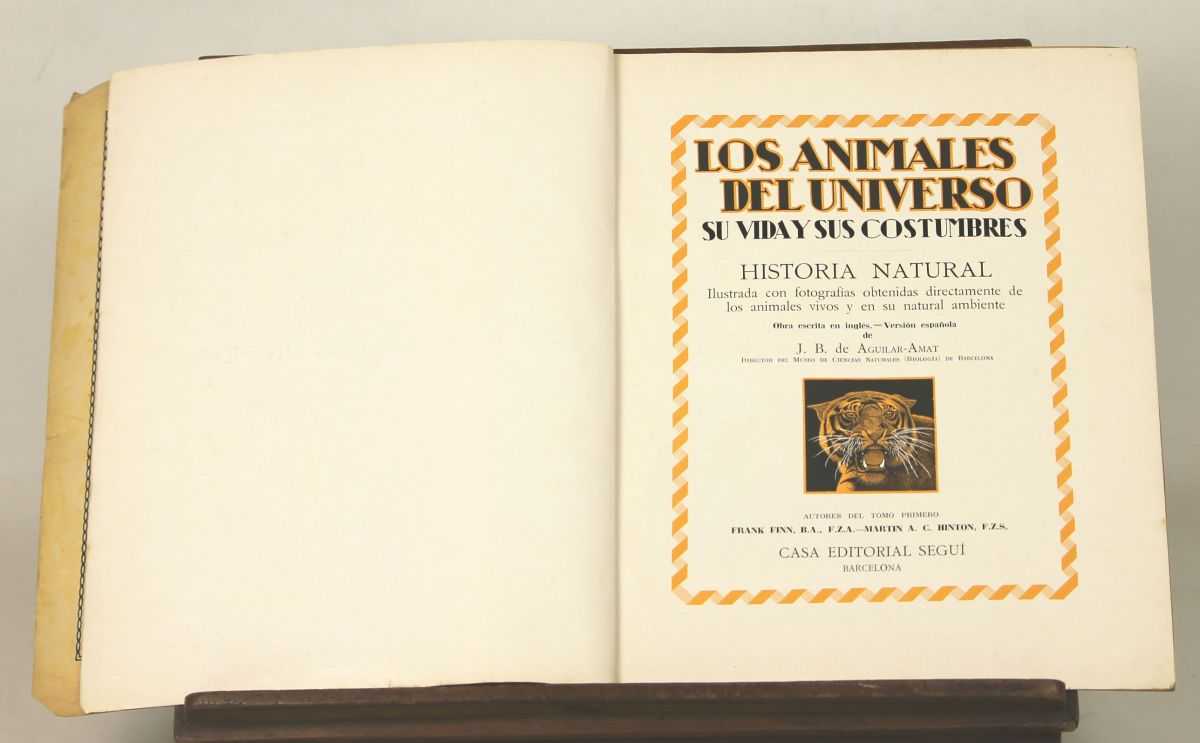 LOS ANIMALES
DEL UNIVERSO
SU VIDA Y SUS COSTUMBRES
HISTORIA NATURAL
Ilustrada con fotografías obtenidas directamente de
los animales vivos y en su natural ambiente
Obra escrita en inglés.—Versión española
de
J. B. de AGUILAR-AMAT
DIRECTOR DEL MUSEO DE CIENCIAS NATURALES (BIOLOGÍA) DE BARCELONA
AUTORES DEL TOMO PRIMERO
FRANK FINN, B.A., F.Z.A.—MARTIN A. C. HINTON, F.Z.S.
CASA EDITORIAL SEGUÍ
BARCELONA